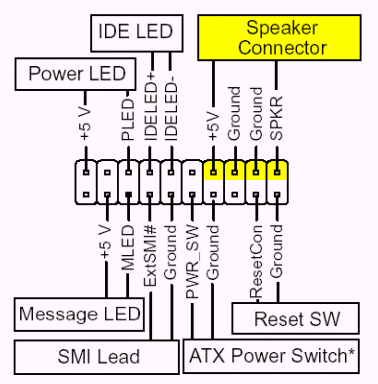 IDE LED
Speaker
Connector
Power LED
+5 V
PLED-
IDELED+
IDELED-
+5V
Ground
Ground
SPKR
+5 V
MLED
ExtSMI#
Ground
PWR_SW
Ground
ResetCon
Ground
Message LED
Reset SW
SMI Lead
ATX Power Switch*